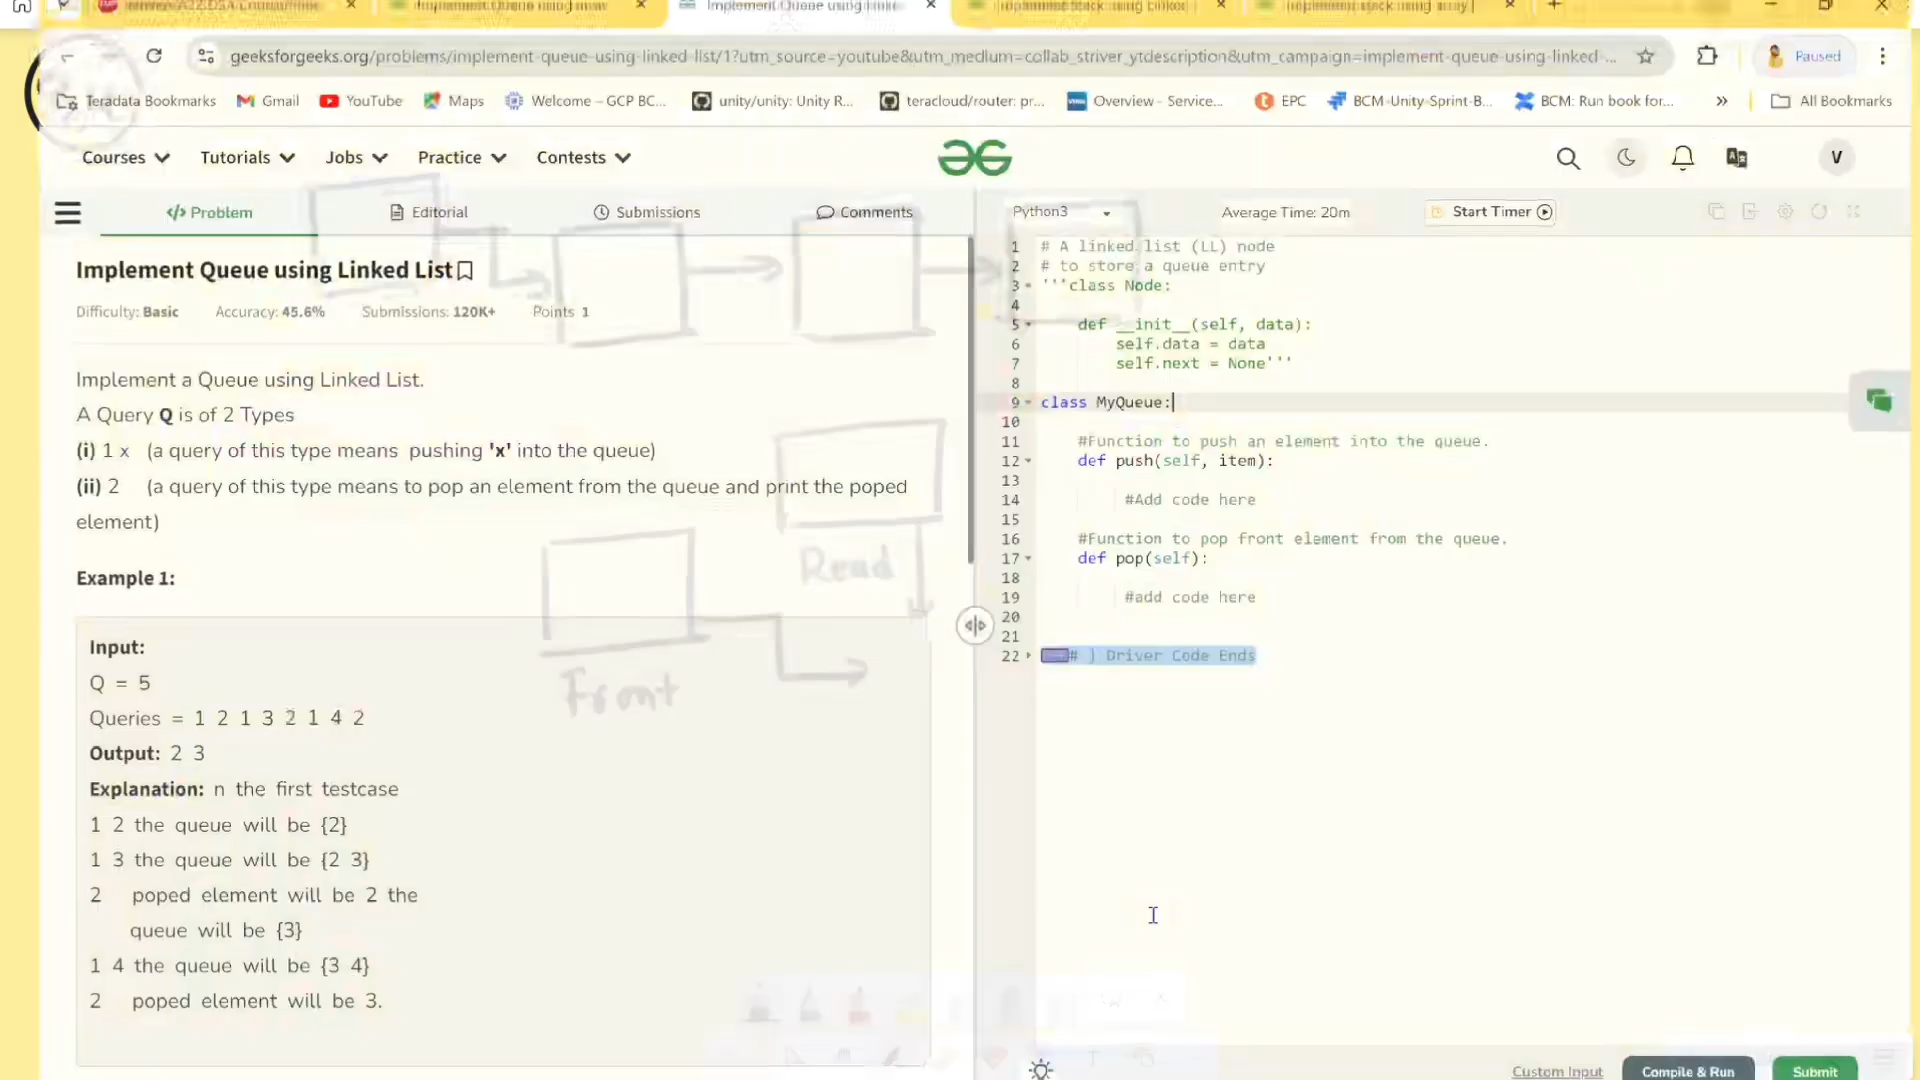 Implement Queue using
geeksforgeeks.org/problems/implement-queue-using-linked-list/1?utm_source=youtube&utm_medium=collab_striver_ytdescription&utm_campaign=implement-queue-using-linked-...
Paused
Teradata Bookmarks Gmail YouTube Maps Welcome – GCP BC... unity/unity: Unity R... teracloud/router: pr... Overview - Service... EPC BCM-Unity-Sprint-B... BCM: Run book for... » All Bookmarks
Courses Tutorials Jobs Practice Contests V
</> Problem Editorial Submissions Comments
Implement Queue using Linked List
Difficulty: Basic Accuracy: 45.6% Submissions: 120K+ Points 1
Implement a Queue using Linked List.
A Query Q is of 2 Types
(i) 1 x (a query of this type means pushing 'x' into the queue)
(ii) 2 (a query of this type means to pop an element from the queue and print the poped
element)
Example 1:
Input:
Q = 5
Queries = 1 2 1 3 2 1 4 2
Output: 2 3
Explanation: n the first testcase
1 2 the queue will be {2}
1 3 the queue will be {2 3}
2 poped element will be 2 the
queue will be {3}
1 4 the queue will be {3 4}
2 poped element will be 3.
Read
Front
Python3 Average Time: 20m Start Timer
1 # A linked list (LL) node
2 # to store a queue entry
3 '''class Node:
4
5 def __init__(self, data):
6 self.data = data
7 self.next = None'''
8
9 class MyQueue:
10
11 #Function to push an element into the queue.
12 def push(self, item):
13
14 #Add code here
15
16 #Function to pop front element from the queue.
17 def pop(self):
18
19 #add code here
20
21
22 # } Driver Code Ends
Custom Input Compile & Run Submit